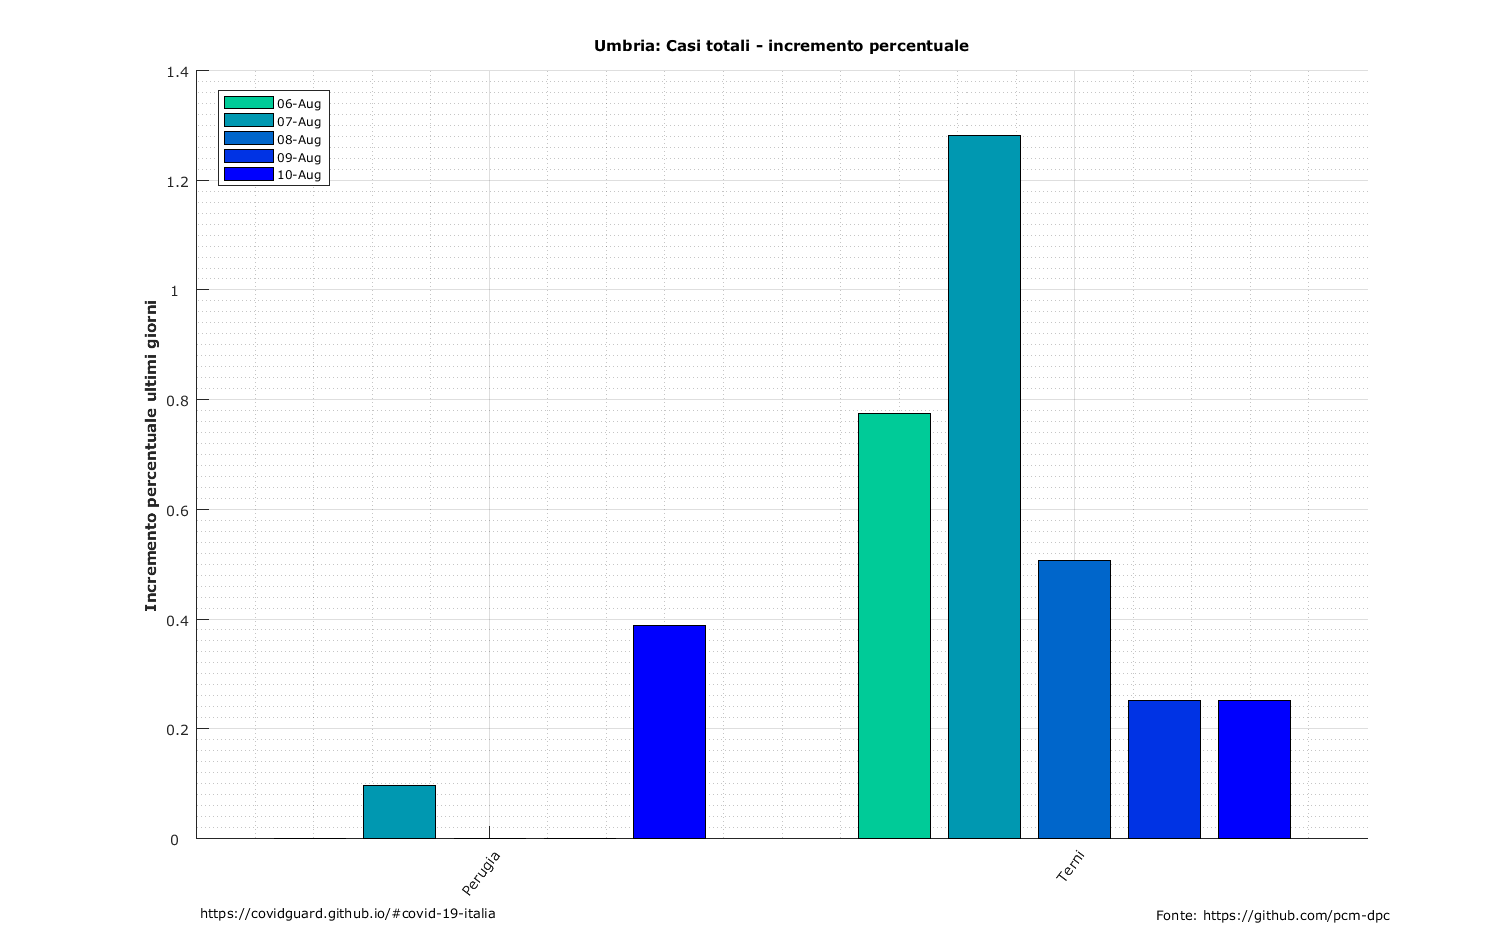 Umbria: Casi totali - incremento percentuale
1.4
1.2
1
0.8
0.6
0.4
0.2
0
Incremento percentuale ultimi giorni
06-Aug
07-Aug
08-Aug
09-Aug
10-Aug
Perugia
Terni
https://covidguard.github.io/#covid-19-italia
Fonte: https://github.com/pcm-dpc